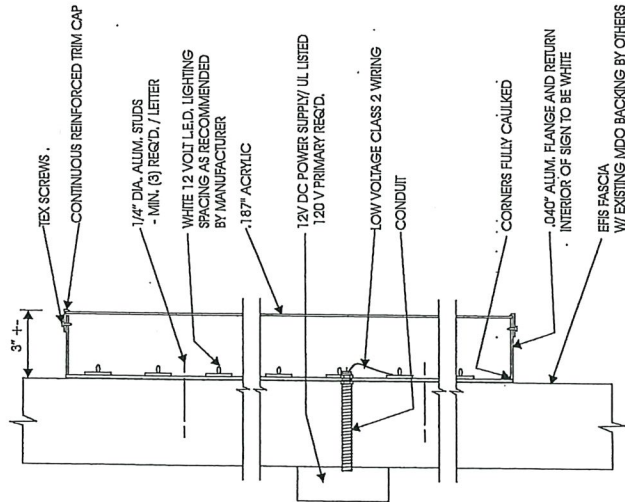 3" +-
TEX SCREWS .
CONTINUOUS REINFORCED TRIM CAP
1/4" DIA. ALUM. STUDS
- MIN. (3) REQ'D. / LETTER
WHITE 12 VOLT L.E.D. LIGHTING
SPACING AS RECOMMENDED
BY MANUFACTURER
.187" ACRYLIC
12V DC POWER SUPPLY/ UL LISTED
120 V PRIMARY REQ'D.
LOW VOLTAGE CLASS 2 WIRING
CONDUIT
CORNERS FULLY CAULKED
.040" ALUM. FLANGE AND RETURN
INTERIOR OF SIGN TO BE WHITE
EFIS FASCIA
W/ EXISTING MDO BACKING BY OTHERS